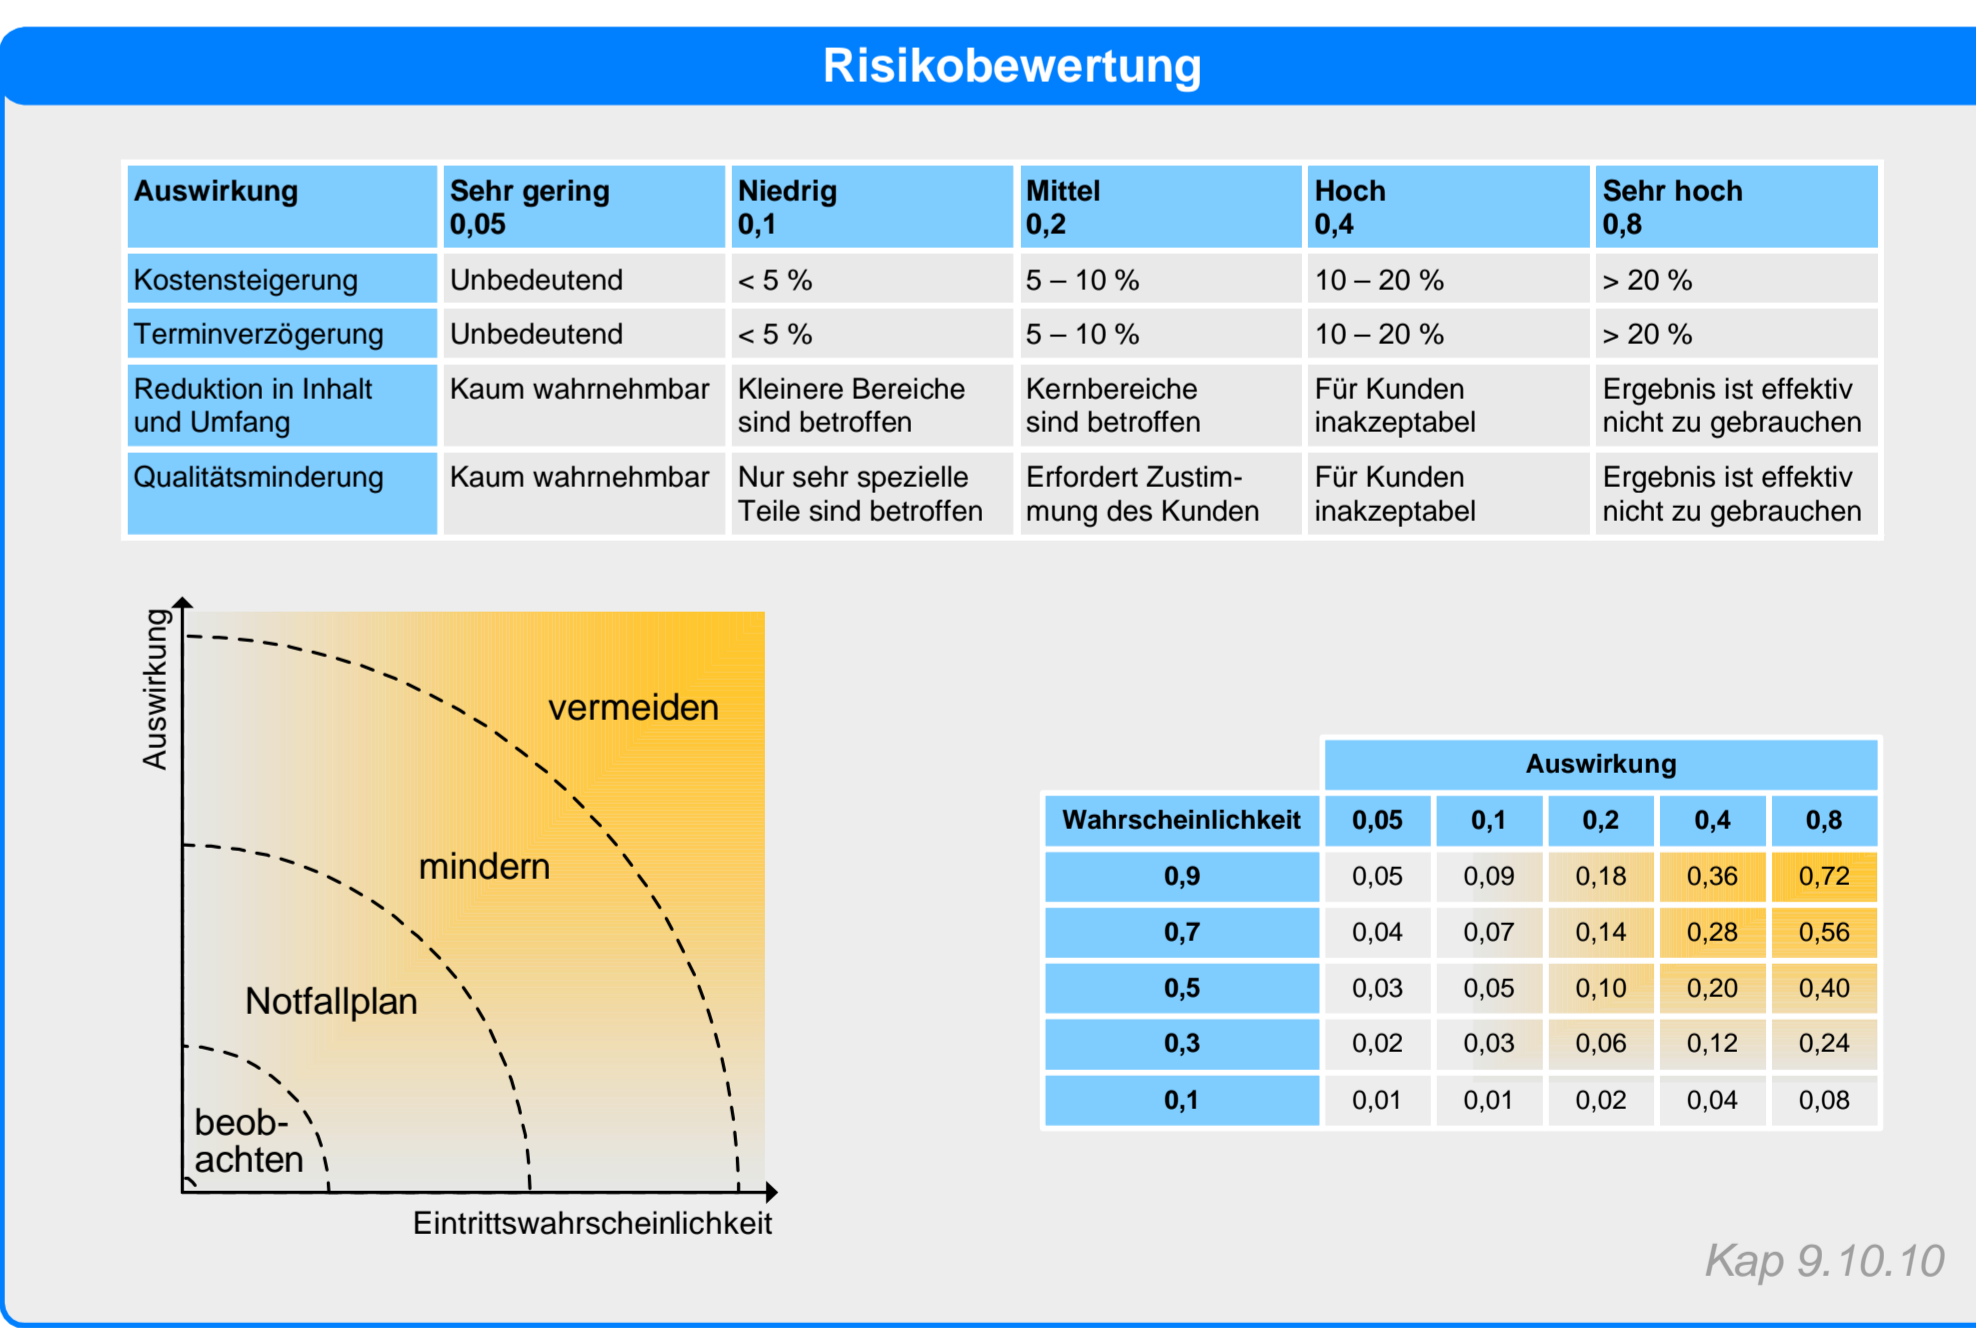 Risikobewertung
Auswirkung Sehr gering Niedrig Mittel Hoch Sehr hoch
0,05 0,1 0,2 0,4 0,8
Kostensteigerung Unbedeutend < 5 % 5 – 10 % 10 – 20 % > 20 %
Terminverzögerung Unbedeutend < 5 % 5 – 10 % 10 – 20 % > 20 %
Reduktion in Inhalt Kaum wahrnehmbar Kleinere Bereiche Kernbereiche Für Kunden Ergebnis ist effektiv
und Umfang sind betroffen sind betroffen inakzeptabel nicht zu gebrauchen
Qualitätsminderung Kaum wahrnehmbar Nur sehr spezielle Erfordert Zustim- Für Kunden Ergebnis ist effektiv
Teile sind betroffen mung des Kunden inakzeptabel nicht zu gebrauchen
Auswirkung
vermeiden
mindern
Notfallplan
beob-
achten
Eintrittswahrscheinlichkeit
Auswirkung
Wahrscheinlichkeit 0,05 0,1 0,2 0,4 0,8
0,9 0,05 0,09 0,18 0,36 0,72
0,7 0,04 0,07 0,14 0,28 0,56
0,5 0,03 0,05 0,10 0,20 0,40
0,3 0,02 0,03 0,06 0,12 0,24
0,1 0,01 0,01 0,02 0,04 0,08
Kap 9.10.10